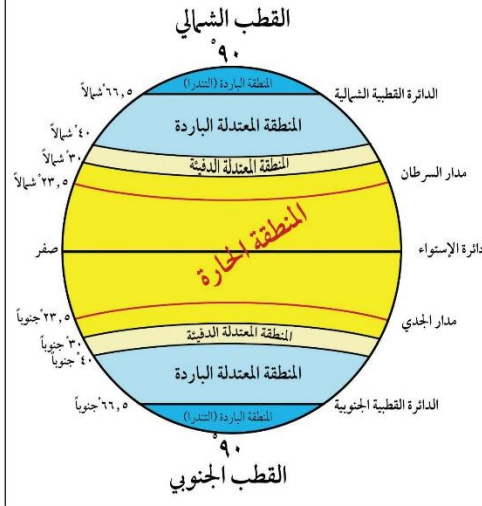 القطب الشمالي
٩٠°
المنطقة الباردة (التندرا)
الدائرة القطبية الشمالية
٦٦,٥° شمالاً
المنطقة المعتدلة الباردة
٤٠° شمالاً
المنطقة المعتدلة الدفيئة
٣٠° شمالاً
مدار السرطان
٢٣,٥° شمالاً
المنطقة الحارة
دائرة الإستواء
صفر
مدار الجدي
٢٣,٥° جنوباً
المنطقة المعتدلة الدفيئة
٣٠° جنوباً
٤٠° جنوباً
المنطقة المعتدلة الباردة
الدائرة القطبية الجنوبية
٦٦,٥° جنوباً
المنطقة الباردة (التندرا)
٩٠°
القطب الجنوبي